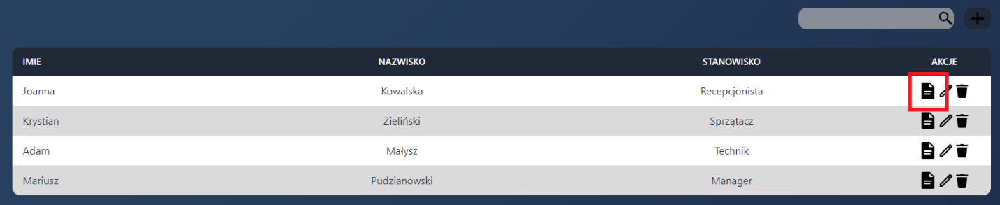 IMIE NAZWISKO STANOWISKO AKCJE
Joanna Kowalska Recepcjonista
Krystian Zieliński Sprzątacz
Adam Małysz Technik
Mariusz Pudzianowski Manager